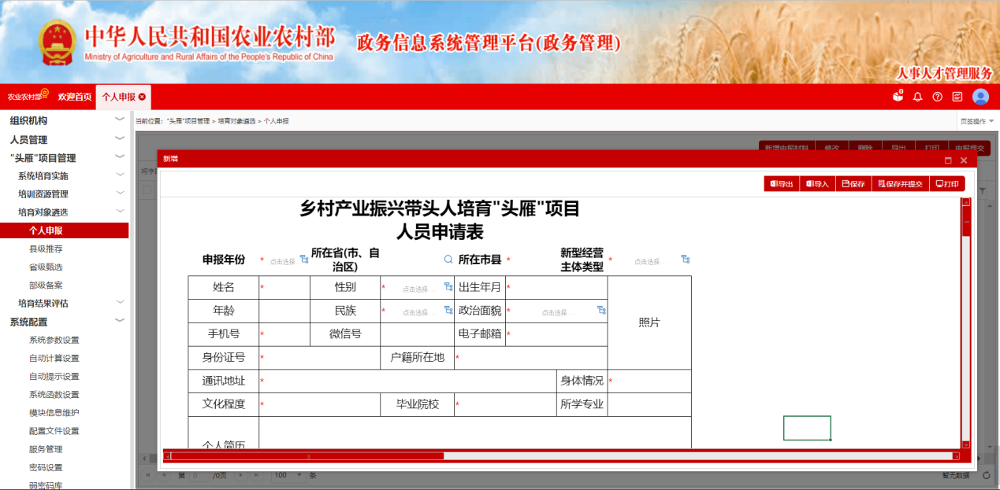 中华人民共和国农业农村部
Ministry of Agriculture and Rural Affairs of the People's Republic of China
政务信息系统管理平台(政务管理)
人事人才管理服务
农业农村部 欢迎首页 个人申报
0
当前位置："头雁"项目管理 > 培育对象遴选 > 个人申报
页签操作
组织机构
人员管理
"头雁"项目管理
系统培育实施
培训资源管理
培育对象遴选
个人申报
县级推荐
省级甄选
部级备案
培育结果评估
系统配置
系统参数设置
自动计算设置
自动提示设置
系统函数设置
模块信息维护
配置文件设置
服务管理
密码设置
弱密码库
新增申报材料 修改 删除 导出 打印 申报提交
将字
新增
导出 导入 保存 保存并提交 打印
乡村产业振兴带头人培育"头雁"项目
人员申请表
申报年份 * 点击选择. 所在省(市、自治区) 所在市县 * 新型经营主体类型 * 点击选择...
姓名 * 性别 * 点击选择... 出生年月 *
年龄 民族 * 点击选择... 政治面貌 * 点击选择...
照片
手机号 * 微信号 电子邮箱 *
身份证号 * 户籍所在地 *
通讯地址 * 身体情况 *
文化程度 * 毕业院校 * 所学专业
个人简历
第 0 /0页 100 条
暂无数据